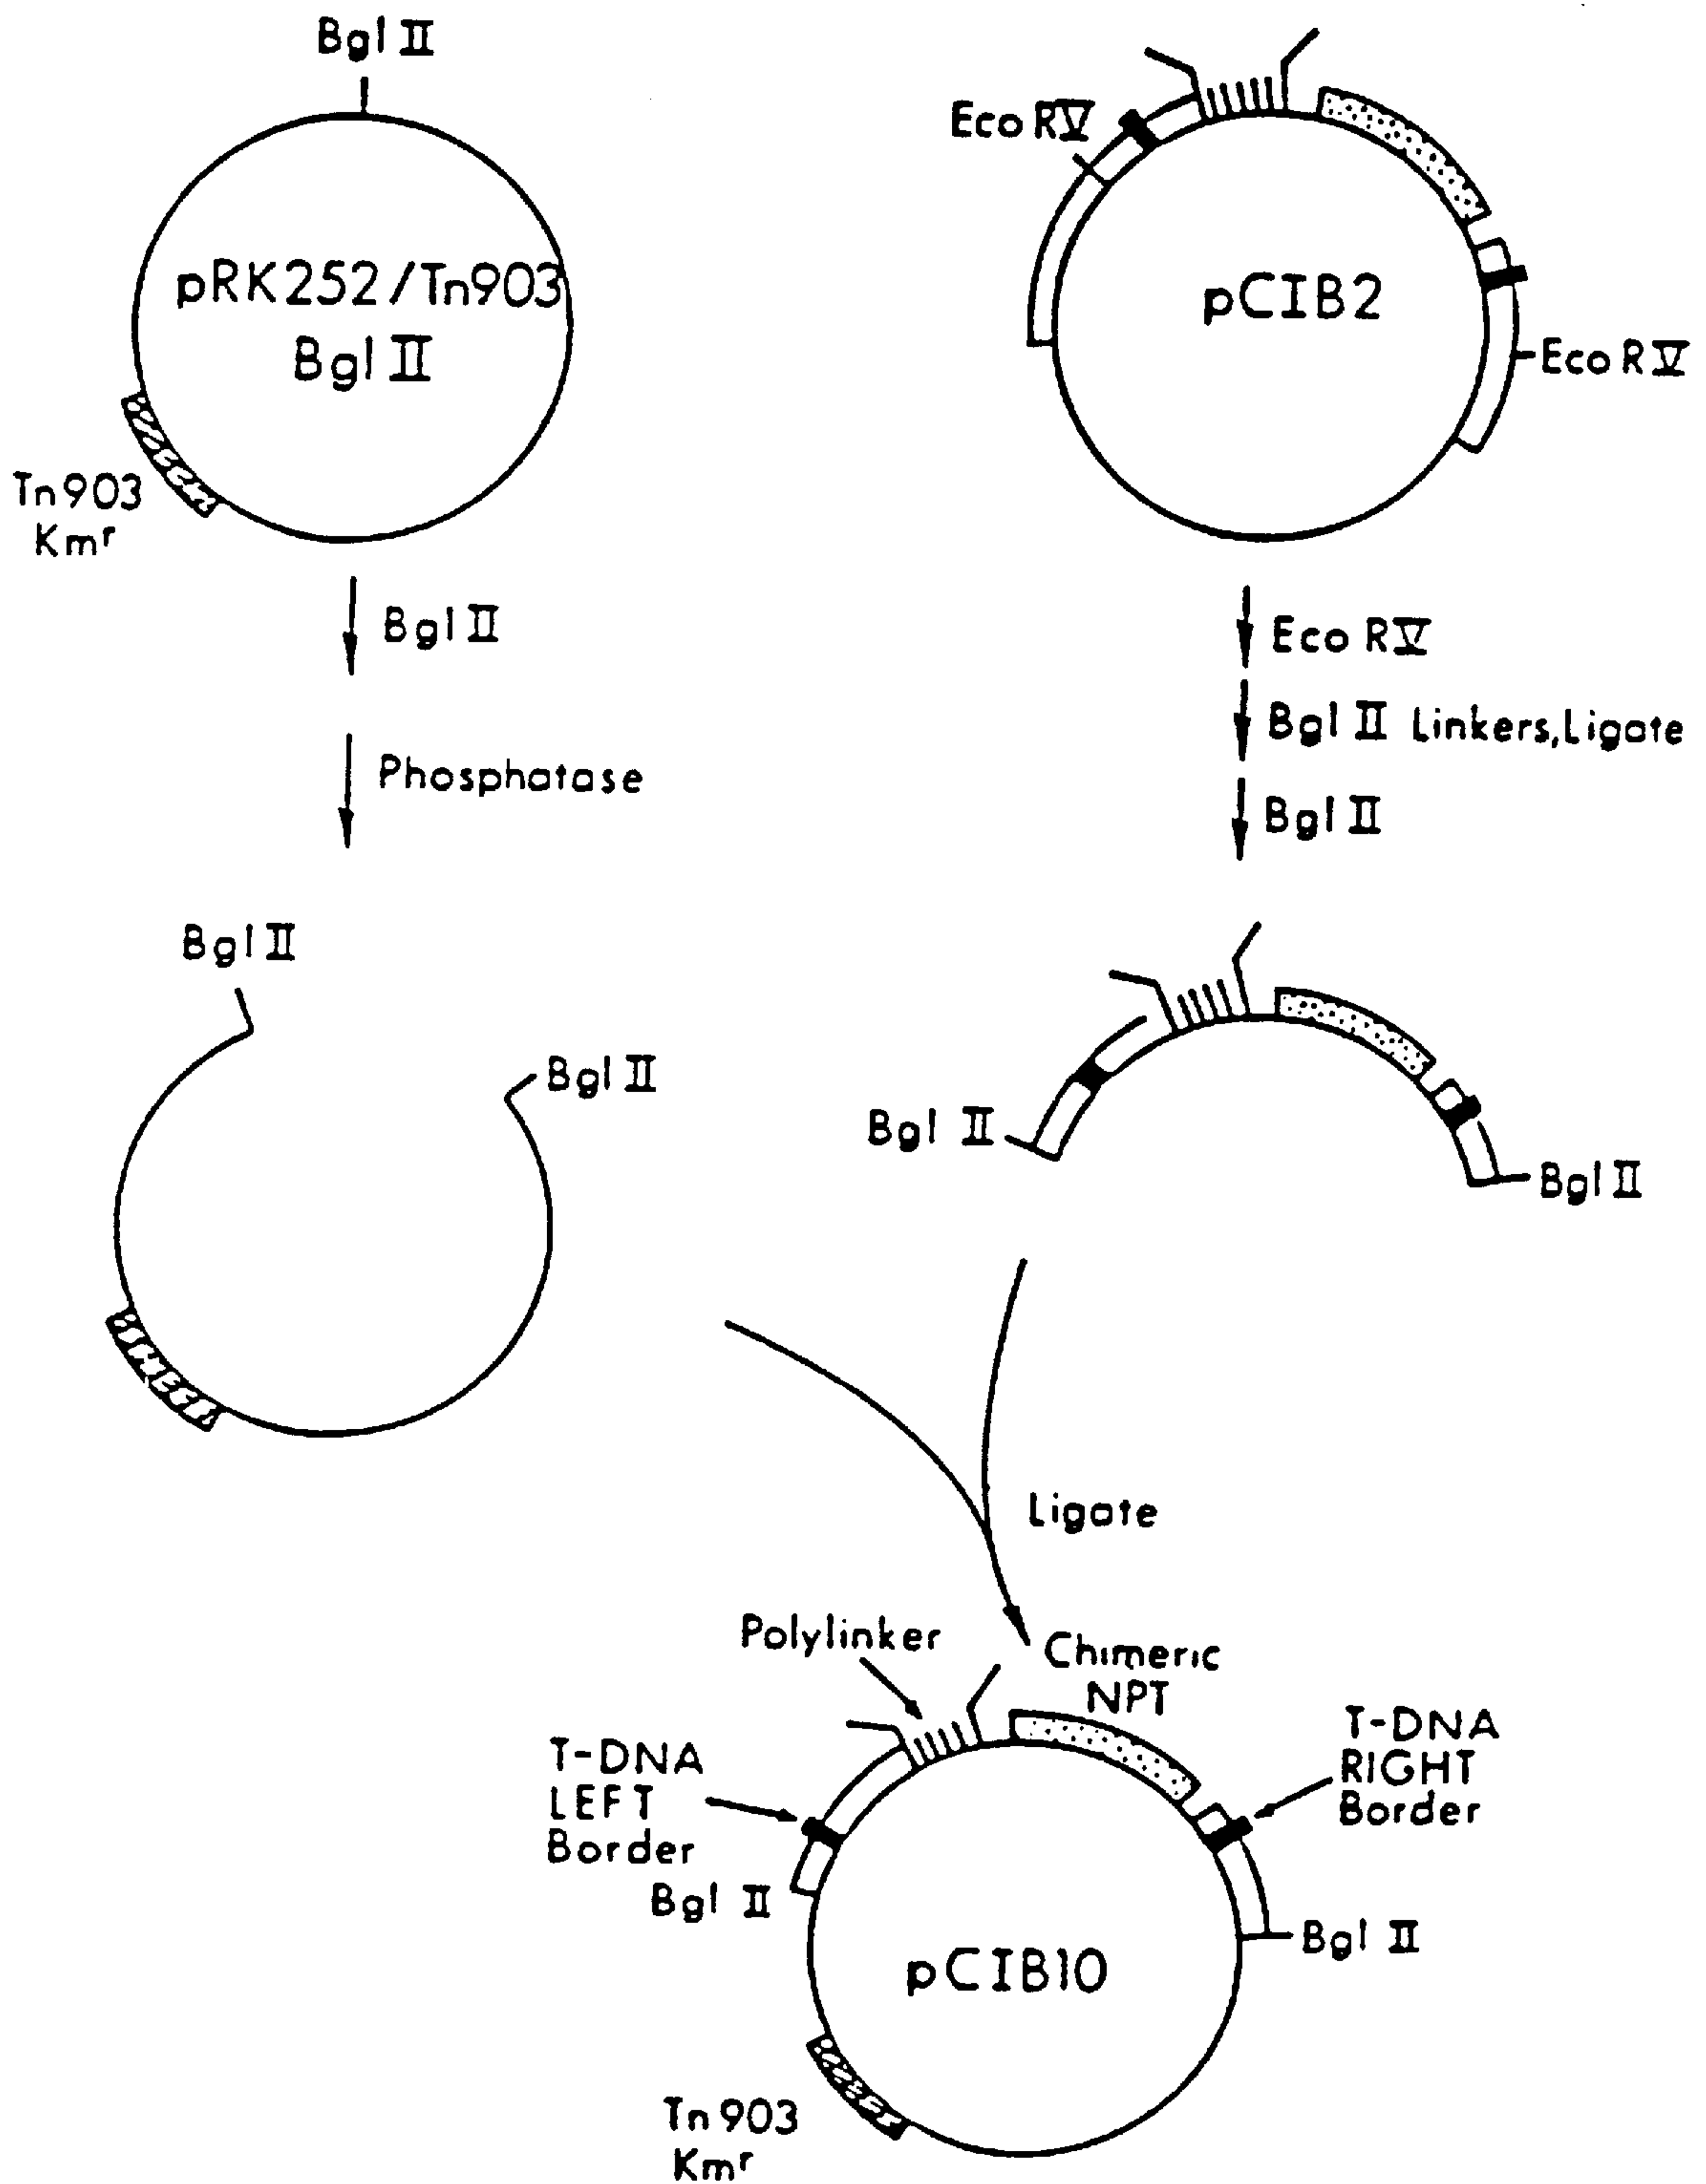 Bgl II
pRK252/Tn903
Bgl II
Tn903
Kmʳ
Bgl II
Phosphatase
Eco RV
pCIB2
Eco RV
Eco RV
Bgl II Linkers, Ligate
Bgl II
Bgl II
Bgl II
Bgl II
Bgl II
Ligate
Polylinker
Chimeric
NPT
T-DNA
LEFT
Border
T-DNA
RIGHT
Border
Bgl II
Bgl II
pCIB10
Tn903
Kmʳ